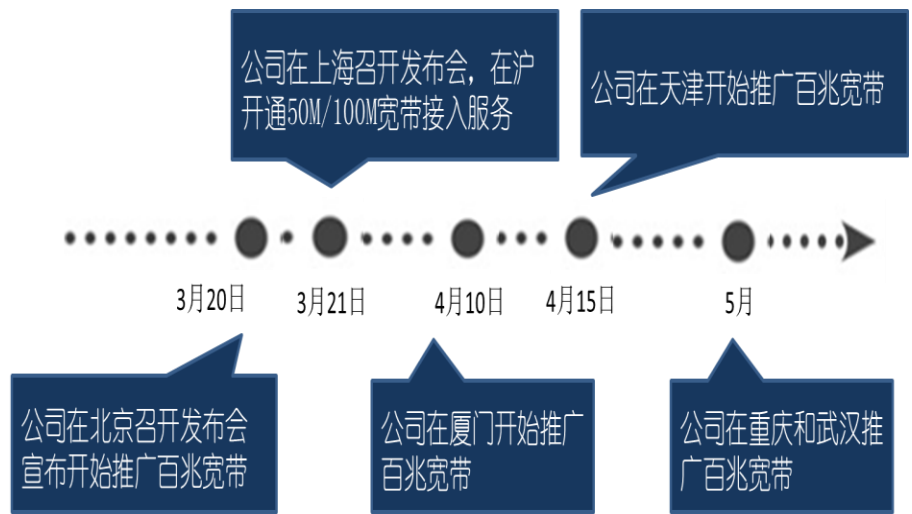 公司在上海召开发布会，在沪
开通50M/100M宽带接入服务
公司在天津开始推广百兆宽带
3月20日
3月21日
4月10日
4月15日
5月
公司在北京召开发布会
宣布开始推广百兆宽带
公司在厦门开始推广
百兆宽带
公司在重庆和武汉推
广百兆宽带